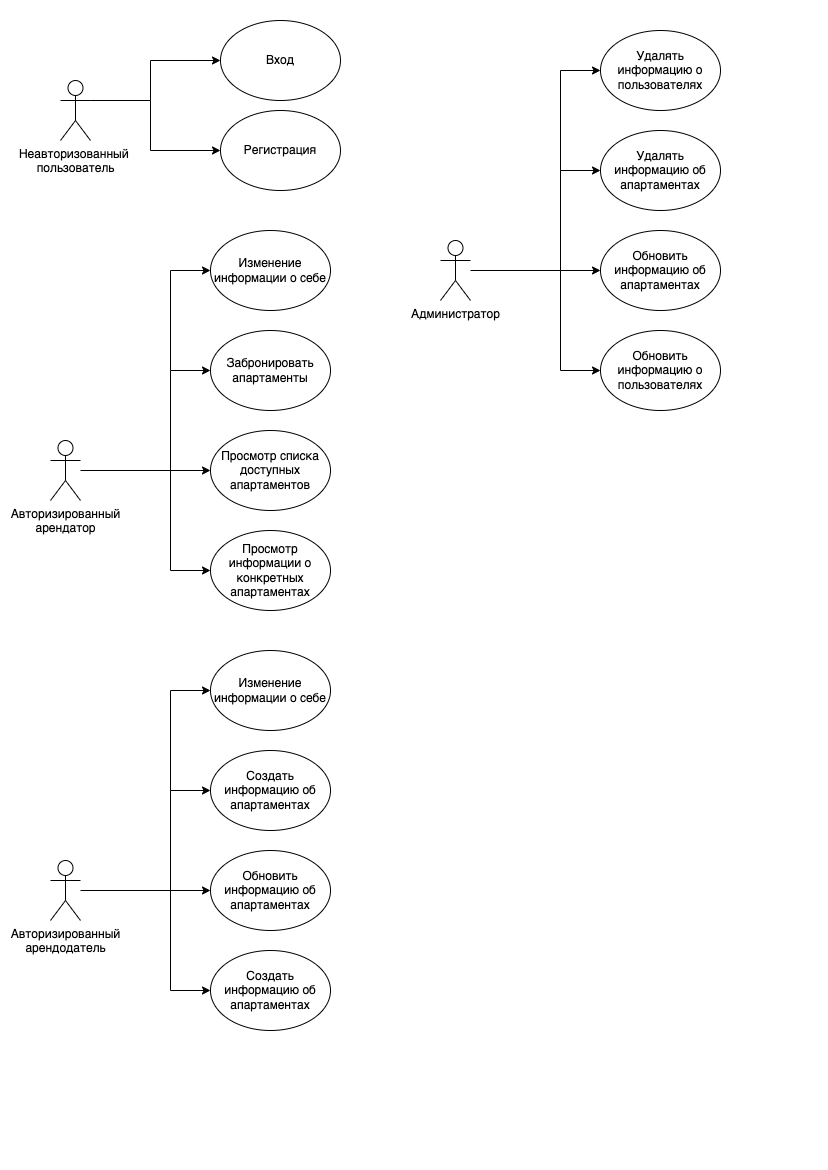 Вход
Регистрация
Неавторизованный
пользователь
Изменение
информации о себе
Забронировать
апартаменты
Просмотр списка
доступных
апартаментов
Просмотр
информации о
конкретных
апартаментах
Авторизированный
арендатор
Изменение
информации о себе
Создать
информацию об
апартаментах
Обновить
информацию об
апартаментах
Создать
информацию об
апартаментах
Авторизированный
арендодатель
Удалять
информацию о
пользователях
Удалять
информацию об
апартаментах
Обновить
информацию об
апартаментах
Обновить
информацию о
пользователях
Администратор